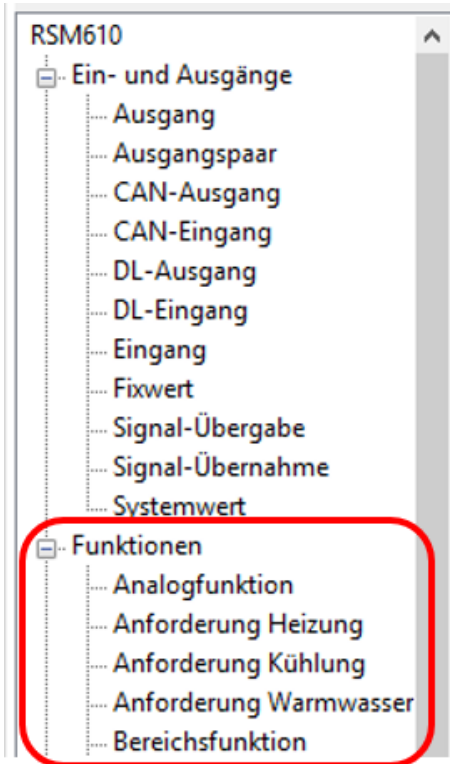 RSM610
Ein- und Ausgänge
Ausgang
Ausgangspaar
CAN-Ausgang
CAN-Eingang
DL-Ausgang
DL-Eingang
Eingang
Fixwert
Signal-Übergabe
Signal-Übernahme
Systemwert
Funktionen
Analogfunktion
Anforderung Heizung
Anforderung Kühlung
Anforderung Warmwasser
Bereichsfunktion